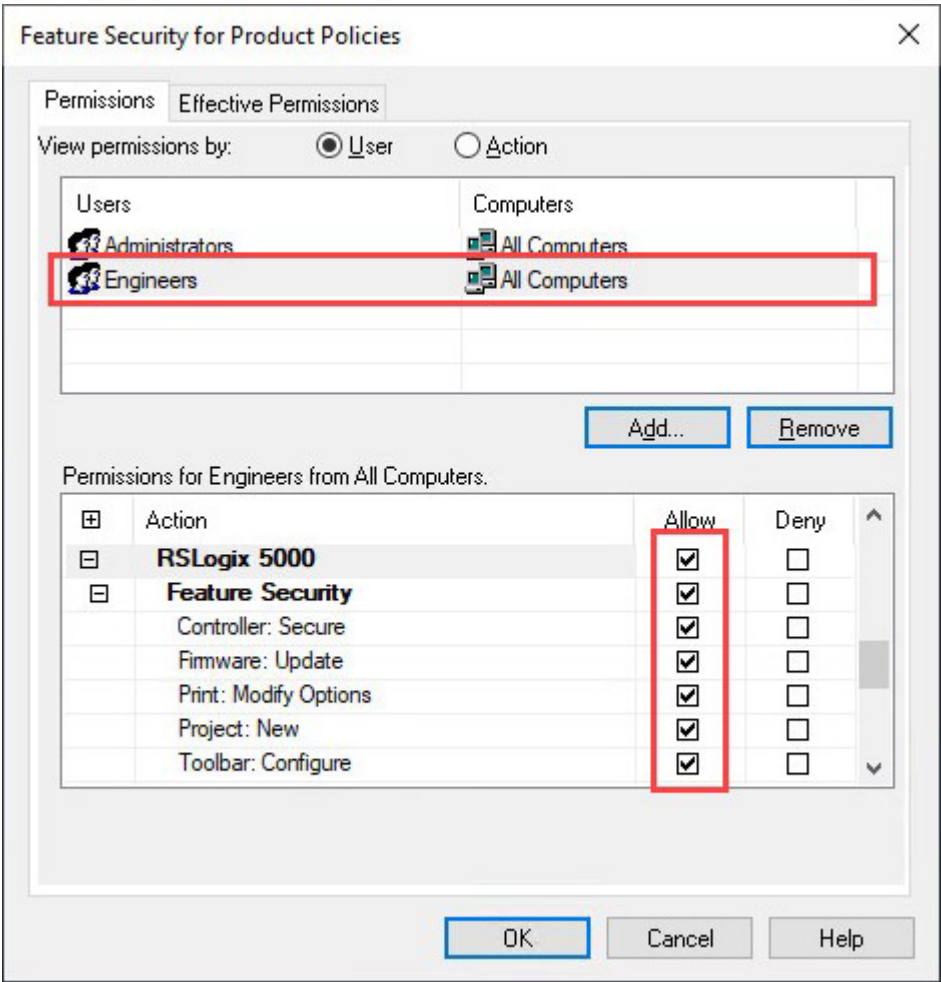 Feature Security for Product Policies
Permissions Effective Permissions
View permissions by: User Action
Users Computers
Administrators All Computers
Engineers All Computers
Add... Remove
Permissions for Engineers from All Computers.
Action Allow Deny
RSLogix 5000
Feature Security
Controller: Secure
Firmware: Update
Print: Modify Options
Project: New
Toolbar: Configure
OK Cancel Help